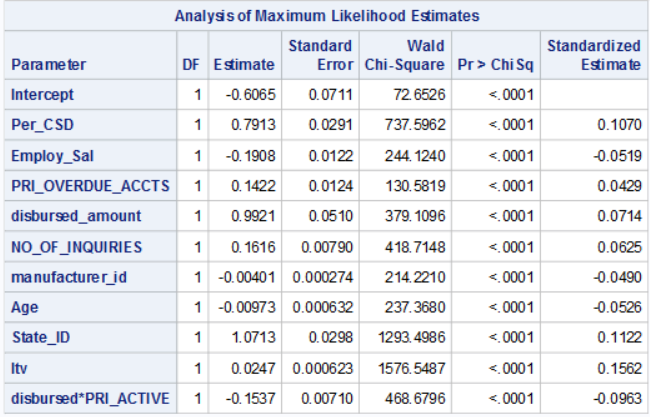 Analysis of Maximum Likelihood Estimates
Parameter DF Estimate Standard Error Wald Chi-Square Pr > ChiSq Standardized Estimate
Intercept 1 -0.6065 0.0711 72.6526 <.0001
Per_CSD 1 0.7913 0.0291 737.5962 <.0001 0.1070
Employ_Sal 1 -0.1908 0.0122 244.1240 <.0001 -0.0519
PRI_OVERDUE_ACCTS 1 0.1422 0.0124 130.5819 <.0001 0.0429
disbursed_amount 1 0.9921 0.0510 379.1096 <.0001 0.0714
NO_OF_INQUIRIES 1 0.1616 0.00790 418.7148 <.0001 0.0625
manufacturer_id 1 -0.00401 0.000274 214.2210 <.0001 -0.0490
Age 1 -0.00973 0.000632 237.3680 <.0001 -0.0526
State_ID 1 1.0713 0.0298 1293.4986 <.0001 0.1122
ltv 1 0.0247 0.000623 1576.5487 <.0001 0.1562
disbursed*PRI_ACTIVE 1 -0.1537 0.00710 468.6796 <.0001 -0.0963